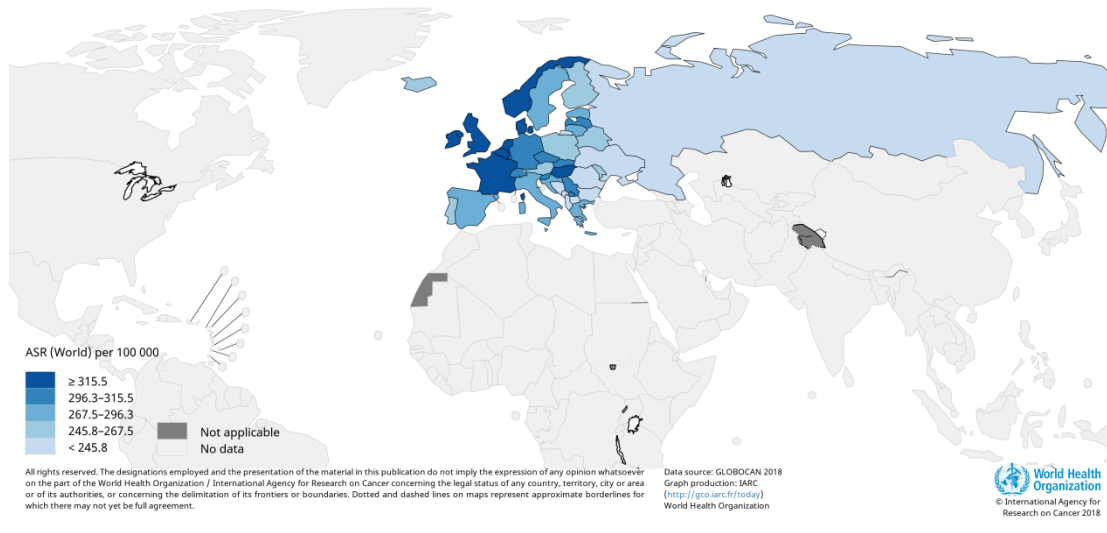 ASR (World) per 100 000
≥ 315.5
296.3–315.5
267.5–296.3
245.8–267.5
< 245.8
Not applicable
No data
All rights reserved. The designations employed and the presentation of the material in this publication do not imply the expression of any opinion whatsoever
on the part of the World Health Organization / International Agency for Research on Cancer concerning the legal status of any country, territory, city or area
or of its authorities, or concerning the delimitation of its frontiers or boundaries. Dotted and dashed lines on maps represent approximate borderlines for
which there may not yet be full agreement.
Data source: GLOBOCAN 2018
Graph production: IARC
(http://gco.iarc.fr/today)
World Health Organization
World Health
Organization
© International Agency for
Research on Cancer 2018